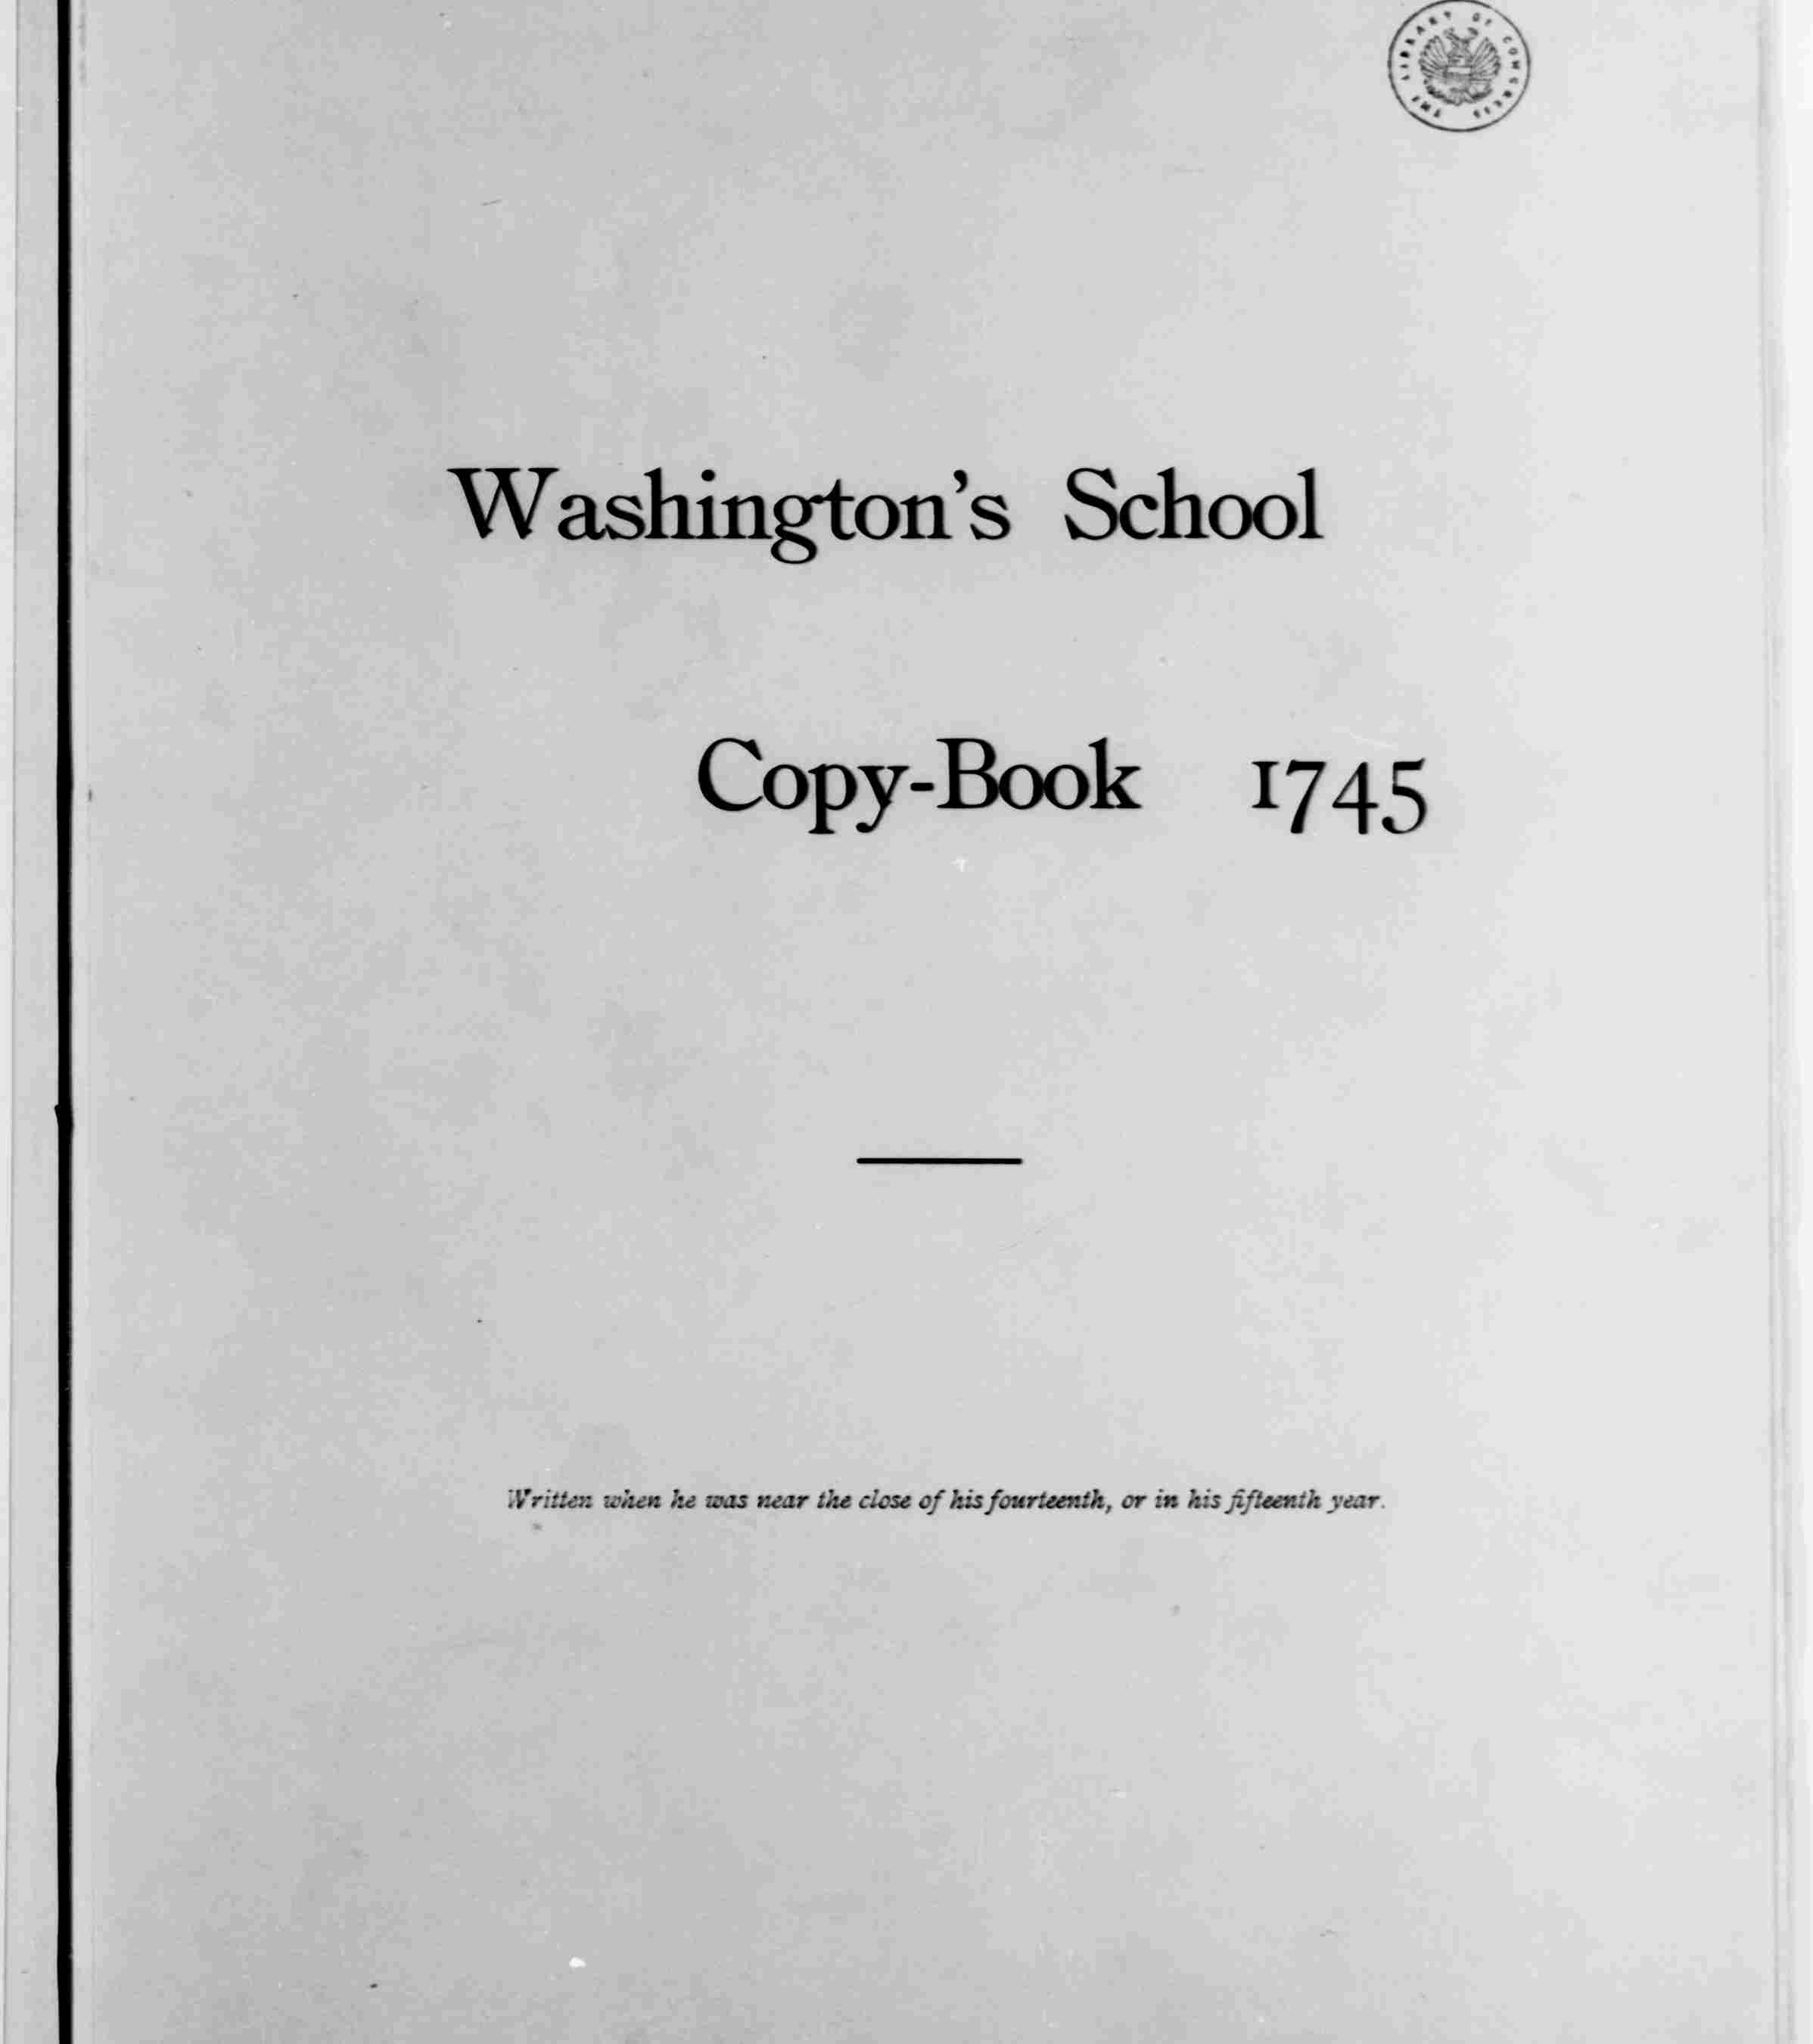 THE LIBRARY OF CONGRESS
Washington's School
Copy-Book 1745
Written when he was near the close of his fourteenth, or in his fifteenth year.